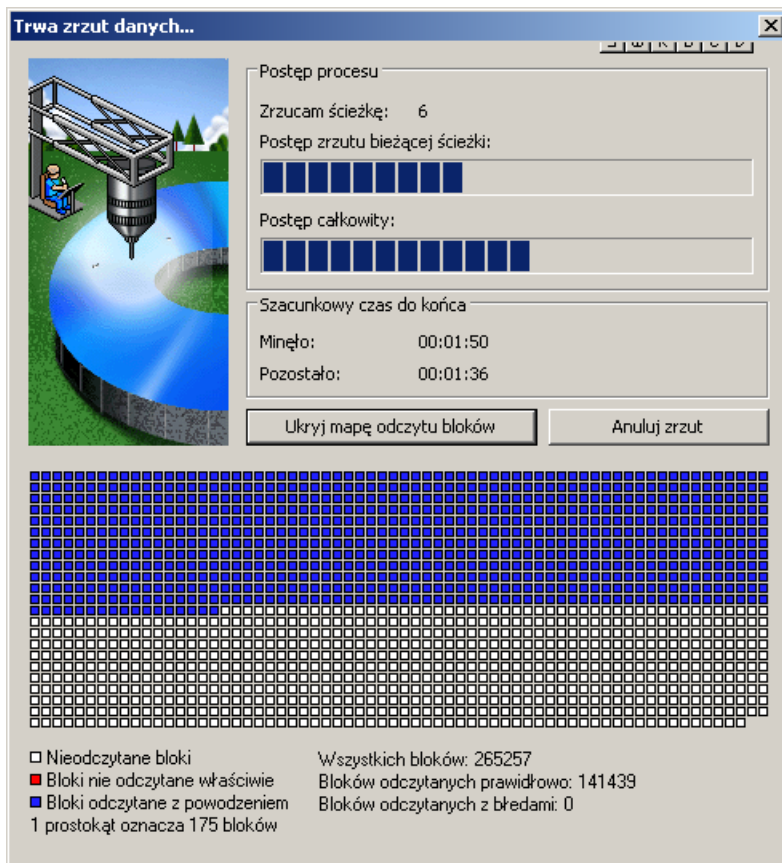 Trwa zrzut danych...
Postęp procesu
Zrzucam ścieżkę: 6
Postęp zrzutu bieżącej ścieżki:
Postęp całkowity:
Szacunkowy czas do końca
Minęło: 00:01:50
Pozostało: 00:01:36
Ukryj mapę odczytu bloków
Anuluj zrzut
Nieodczytane bloki
Bloki nie odczytane właściwie
Bloki odczytane z powodzeniem
1 prostokąt oznacza 175 bloków
Wszystkich bloków: 265257
Bloków odczytanych prawidłowo: 141439
Bloków odczytanych z błedami: 0